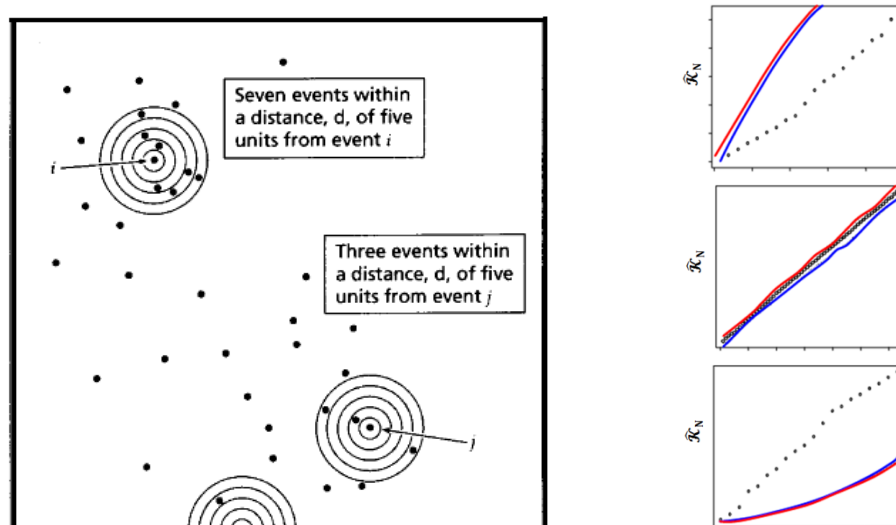 Seven events within
a distance, d, of five
units from event i
i
Three events within
a distance, d, of five
units from event j
j
K̂N
K̂N
K̂N